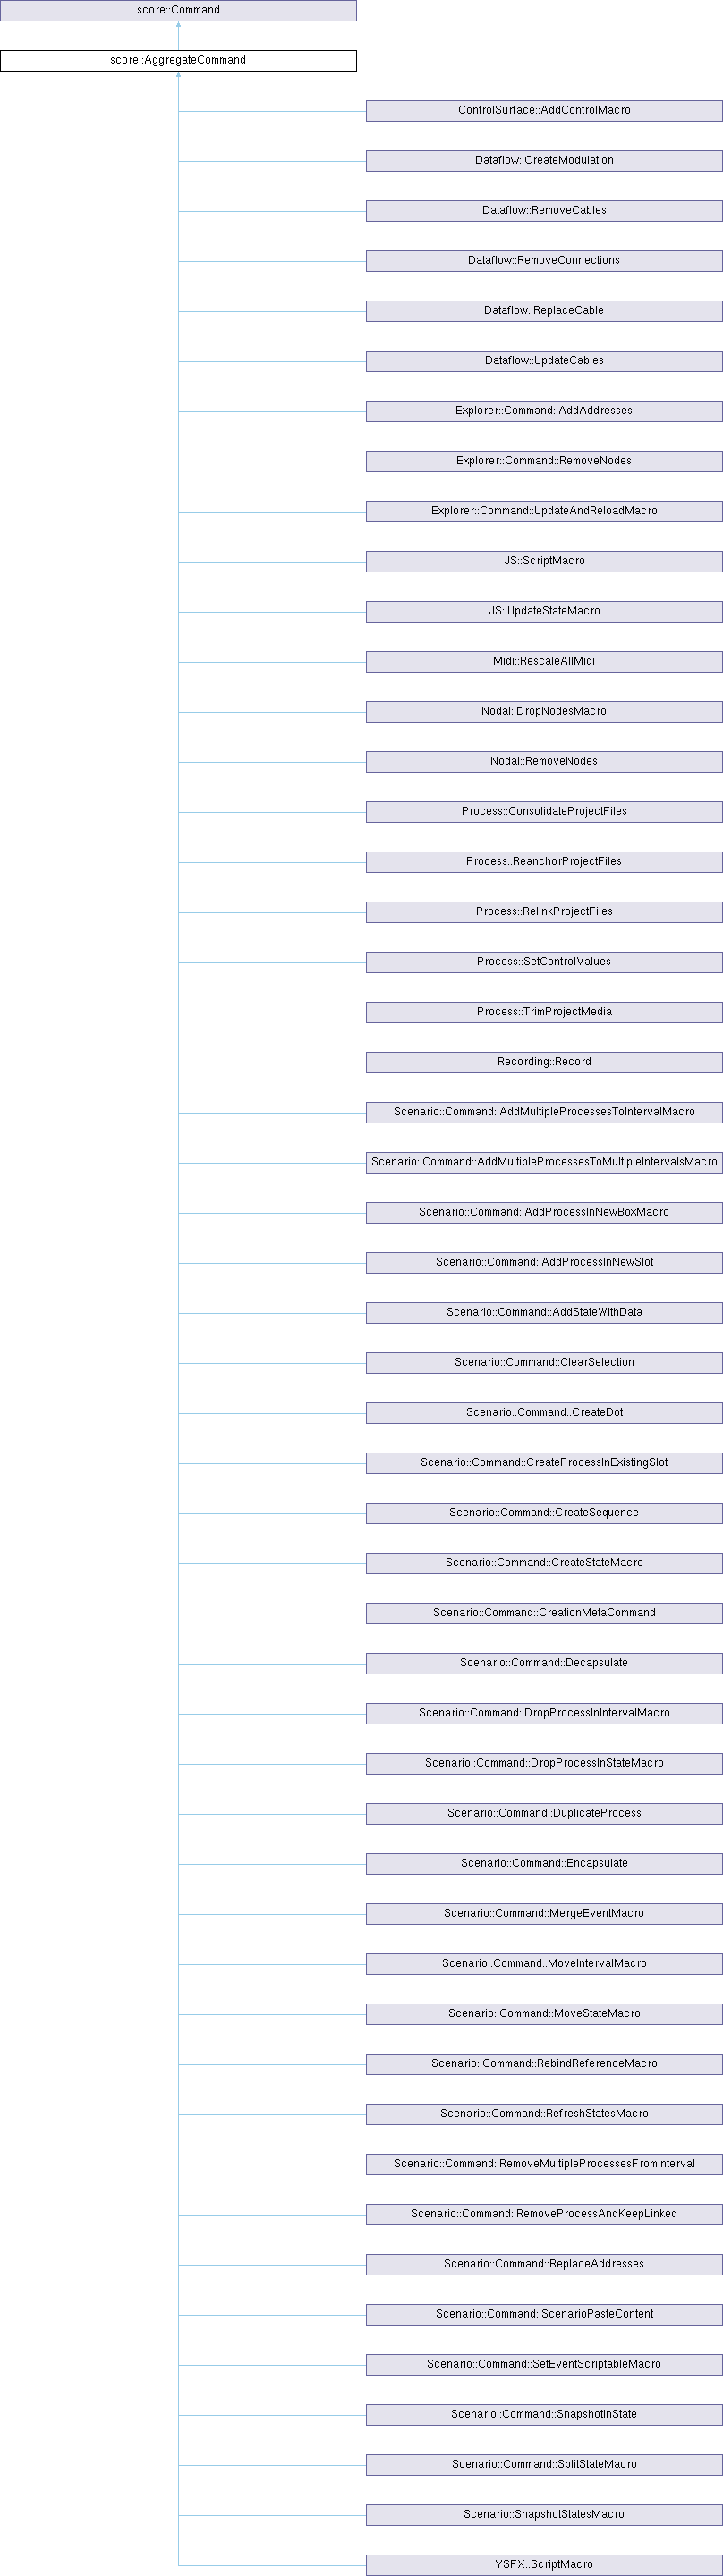 score::Command
score::AggregateCommand
ControlSurface::AddControlMacro
Dataflow::CreateModulation
Dataflow::RemoveCables
Dataflow::RemoveConnections
Dataflow::ReplaceCable
Dataflow::UpdateCables
Explorer::Command::AddAddresses
Explorer::Command::RemoveNodes
Explorer::Command::UpdateAndReloadMacro
JS::ScriptMacro
JS::UpdateStateMacro
Midi::RescaleAllMidi
Nodal::DropNodesMacro
Nodal::RemoveNodes
Process::ConsolidateProjectFiles
Process::ReanchorProjectFiles
Process::RelinkProjectFiles
Process::SetControlValues
Process::TrimProjectMedia
Recording::Record
Scenario::Command::AddMultipleProcessesToIntervalMacro
Scenario::Command::AddMultipleProcessesToMultipleIntervalsMacro
Scenario::Command::AddProcessInNewBoxMacro
Scenario::Command::AddProcessInNewSlot
Scenario::Command::AddStateWithData
Scenario::Command::ClearSelection
Scenario::Command::CreateDot
Scenario::Command::CreateProcessInExistingSlot
Scenario::Command::CreateSequence
Scenario::Command::CreateStateMacro
Scenario::Command::CreationMetaCommand
Scenario::Command::Decapsulate
Scenario::Command::DropProcessInIntervalMacro
Scenario::Command::DropProcessInStateMacro
Scenario::Command::DuplicateProcess
Scenario::Command::Encapsulate
Scenario::Command::MergeEventMacro
Scenario::Command::MoveIntervalMacro
Scenario::Command::MoveStateMacro
Scenario::Command::RebindReferenceMacro
Scenario::Command::RefreshStatesMacro
Scenario::Command::RemoveMultipleProcessesFromInterval
Scenario::Command::RemoveProcessAndKeepLinked
Scenario::Command::ReplaceAddresses
Scenario::Command::ScenarioPasteContent
Scenario::Command::SetEventScriptableMacro
Scenario::Command::SnapshotInState
Scenario::Command::SplitStateMacro
Scenario::SnapshotStatesMacro
YSFX::ScriptMacro